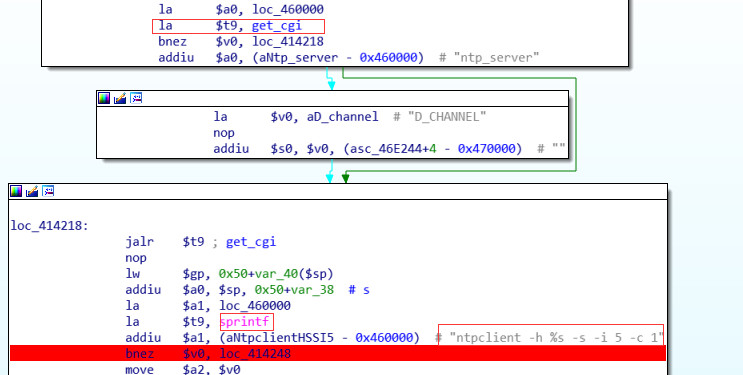 la $a0, loc_460000
la $t9, get_cgi
bnez $v0, loc_414218
addiu $a0, (aNtp_server - 0x460000) # "ntp_server"
la $v0, aD_channel # "D_CHANNEL"
nop
addiu $s0, $v0, (asc_46E244+4 - 0x470000) # ""
loc_414218:
jalr $t9 ; get_cgi
nop
lw $gp, 0x50+var_40($sp)
addiu $a0, $sp, 0x50+var_38 # s
la $a1, loc_460000
la $t9, sprintf
addiu $a1, (aNtpclientHSSI5 - 0x460000) # "ntpclient -h %s -s -i 5 -c 1"
bnez $v0, loc_414248
move $a2, $v0